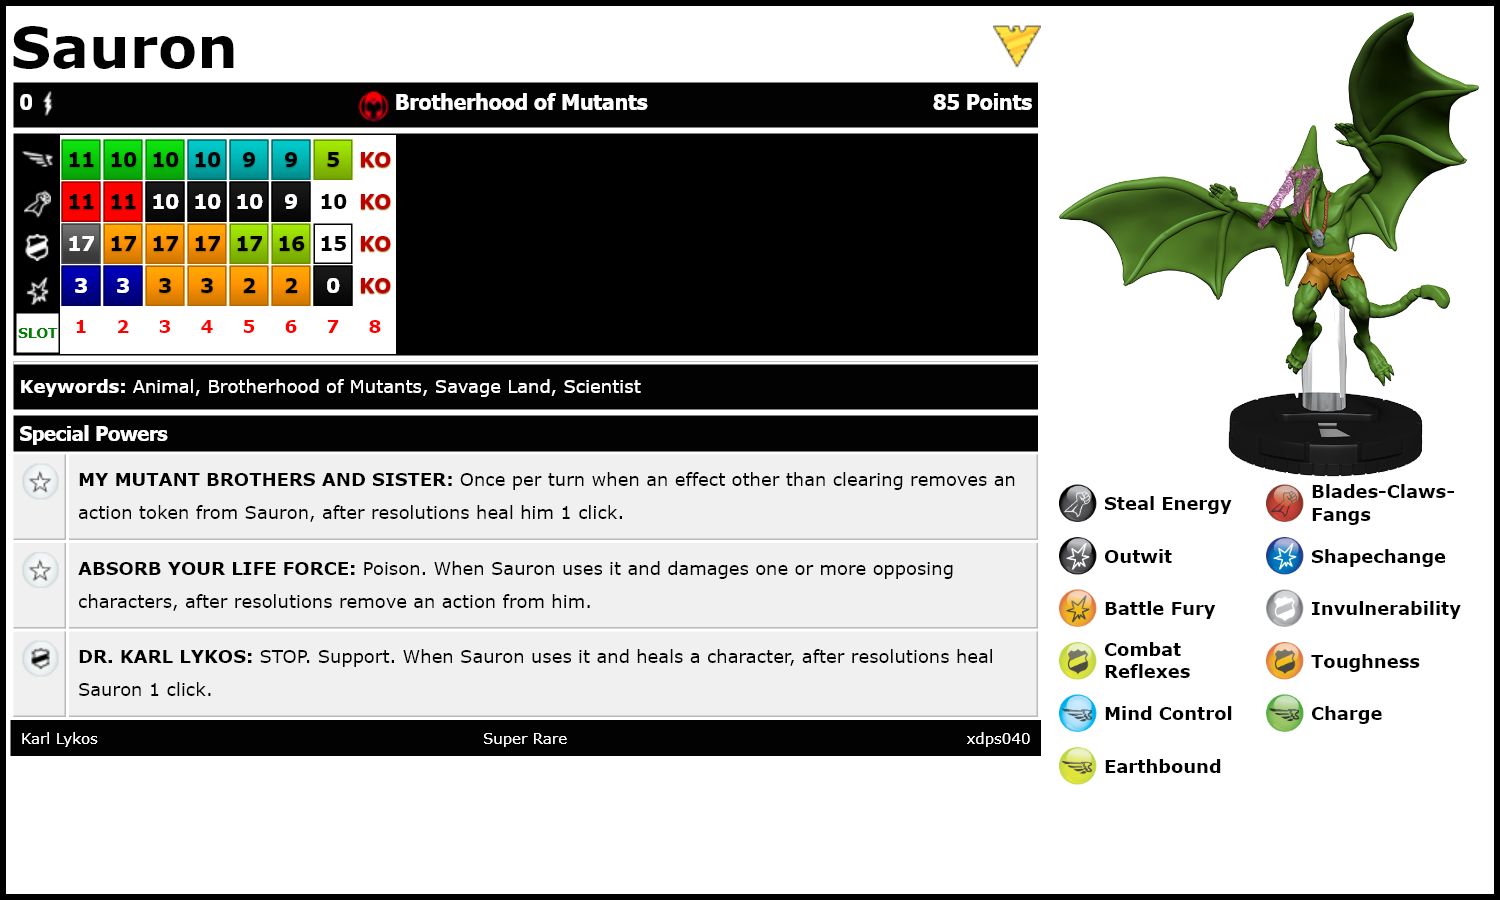 Sauron
0 Brotherhood of Mutants 85 Points
11 10 10 10 9 9 5 KO
11 11 10 10 10 9 10 KO
17 17 17 17 17 16 15 KO
3 3 3 3 2 2 0 KO
SLOT 1 2 3 4 5 6 7 8
Keywords: Animal, Brotherhood of Mutants, Savage Land, Scientist
Special Powers
MY MUTANT BROTHERS AND SISTER: Once per turn when an effect other than clearing removes an
action token from Sauron, after resolutions heal him 1 click.
ABSORB YOUR LIFE FORCE: Poison. When Sauron uses it and damages one or more opposing
characters, after resolutions remove an action from him.
DR. KARL LYKOS: STOP. Support. When Sauron uses it and heals a character, after resolutions heal
Sauron 1 click.
Karl Lykos Super Rare xdps040
Steal Energy
Blades-Claws-
Fangs
Outwit
Shapechange
Battle Fury
Invulnerability
Combat
Reflexes
Toughness
Mind Control
Charge
Earthbound